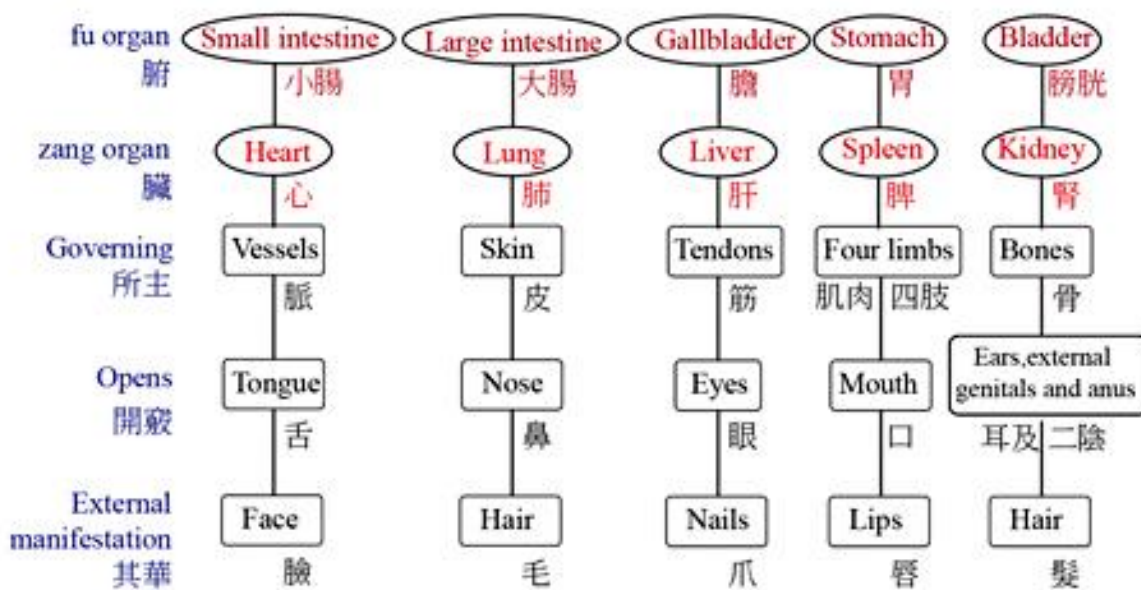 fu organ Small intestine Large intestine Gallbladder Stomach Bladder
腑 小腸 大腸 膽 胃 膀胱
zang organ Heart Lung Liver Spleen Kidney
臟 心 肺 肝 脾 腎
Governing Vessels Skin Tendons Four limbs Bones
所主 脈 皮 筋 肌肉 四肢 骨
Opens Tongue Nose Eyes Mouth Ears,external
genitals and anus
開竅 舌 鼻 眼 口 耳及 二陰
External
manifestation Face Hair Nails Lips Hair
其華 臉 毛 爪 唇 髮